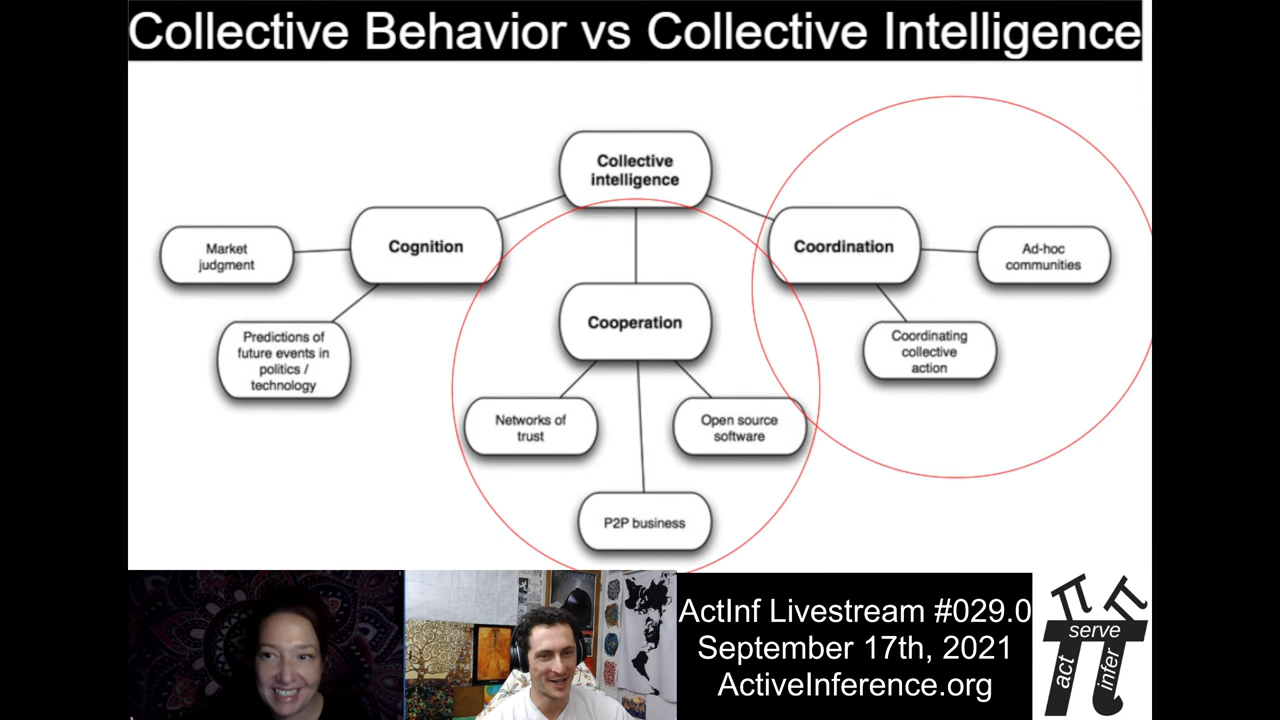 Collective Behavior vs Collective Intelligence
Collective
intelligence
Cognition
Coordination
Market
judgment
Ad-hoc
communities
Predictions of
future events in
politics /
technology
Cooperation
Coordinating
collective
action
Networks of
trust
Open source
software
P2P business
ActInf Livestream #029.0
September 17th, 2021
ActiveInference.org
serve
act
infer